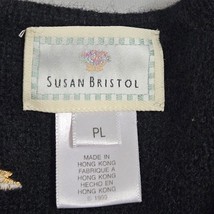 SUSAN BRISTOL
PL
MADE IN
HONG KONG
FABRIQUE A
HONG KONG
HECHO EN
HONG KONG